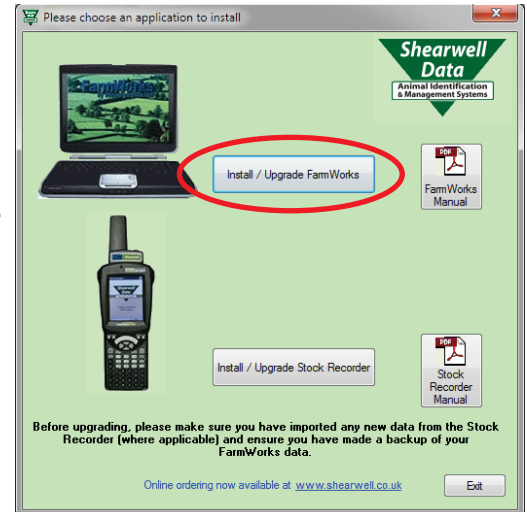 Please choose an application to install
Shearwell
Data
Animal Identification
& Management Systems
FarmWorks
Install / Upgrade FarmWorks
PDF
FarmWorks
Manual
Shearwell
Data
Install / Upgrade Stock Recorder
PDF
Stock
Recorder
Manual
Before upgrading, please make sure you have imported any new data from the Stock
Recorder (where applicable) and ensure you have made a backup of your
FarmWorks data.
Online ordering now available at www.shearwell.co.uk
Exit